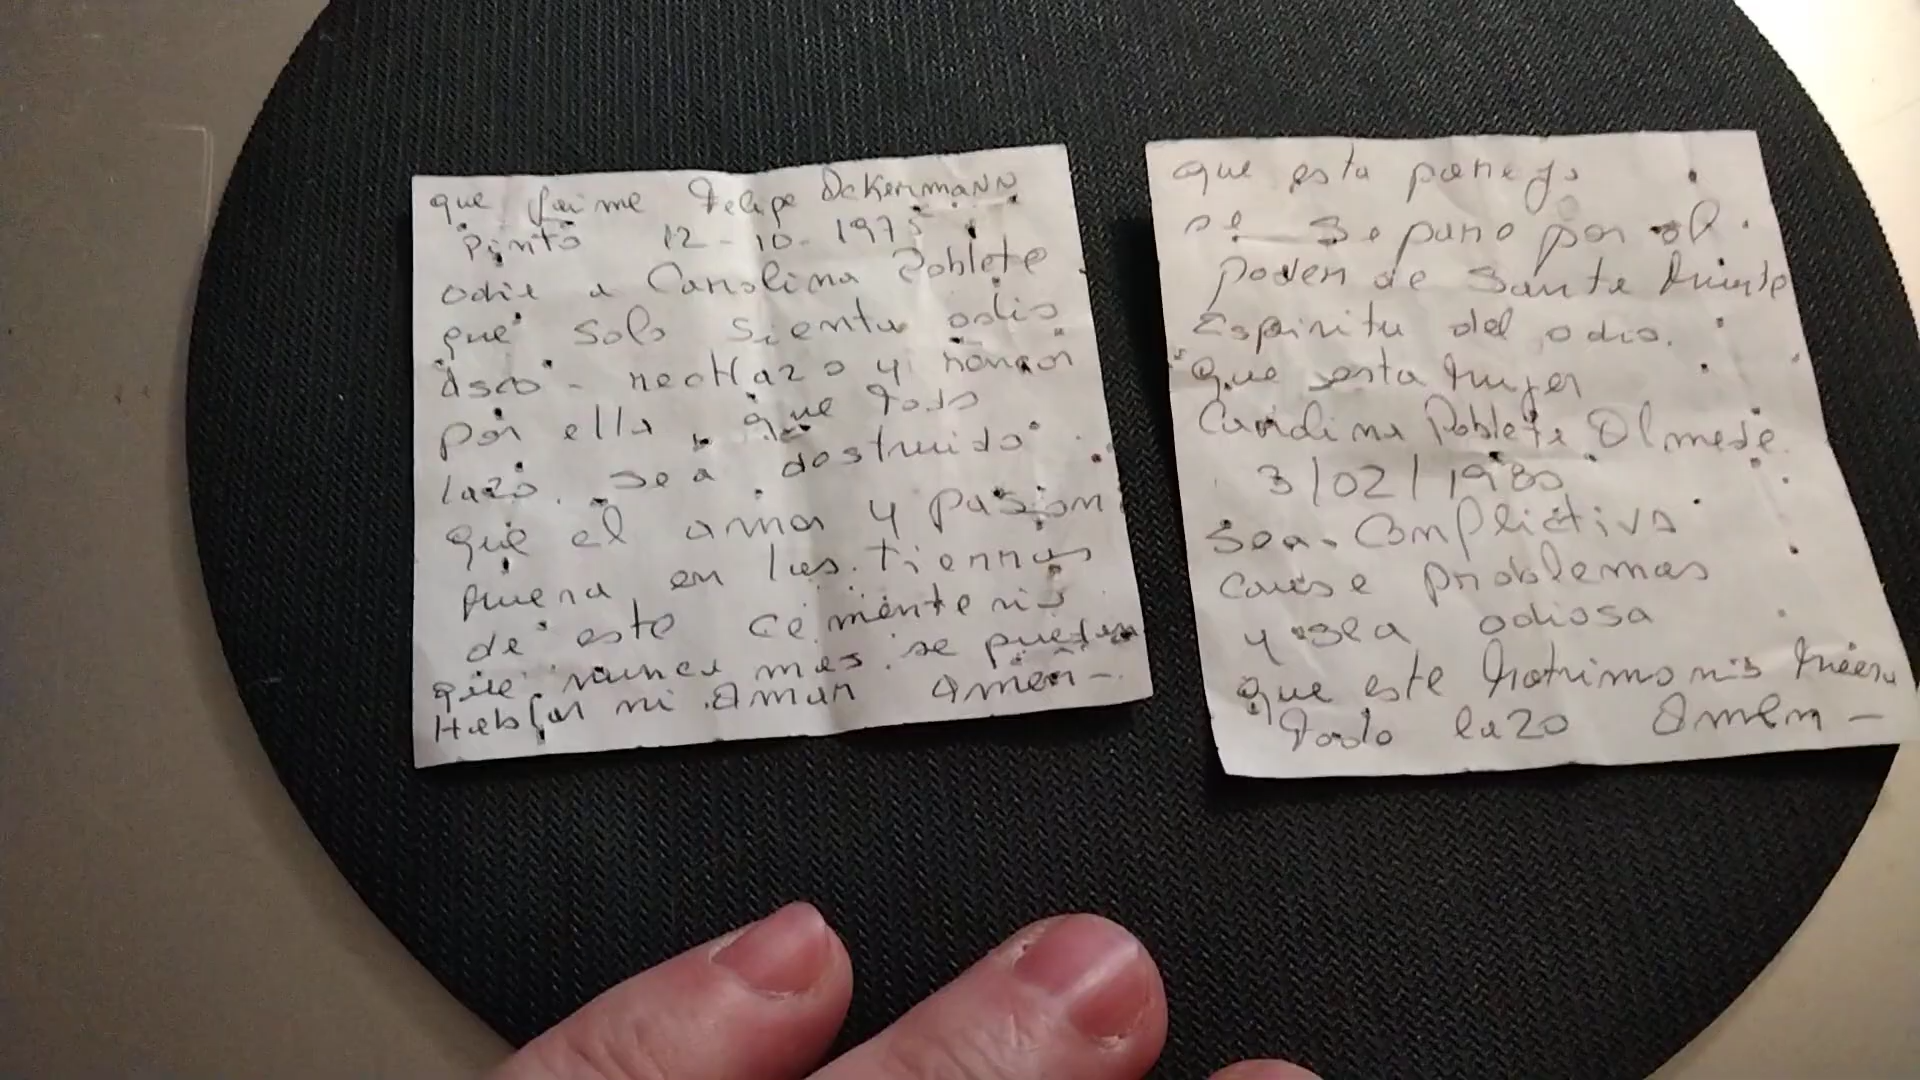 que Jaime Felipe Ackermann
Pinto 12-10-1975
odie a Carolina Poblete
que solo sienta odio
asco - recHazo y rencor
por ella, que todo
lazo. sea destruido
que el amor y pasion
muera en las tierras
de este cementerio
que nunca mas se puedan
Hablar ni Amar Amen-
que esta pareja
se separe por el
poder de Santa Muerte
Espiritu del odio.
que esta mujer
Carolina Poblete Olmedo
3/02/1980
sea conflictiva
cause problemas
y sea odiosa
que este Matrimonio Muera
Todo lazo Amen-